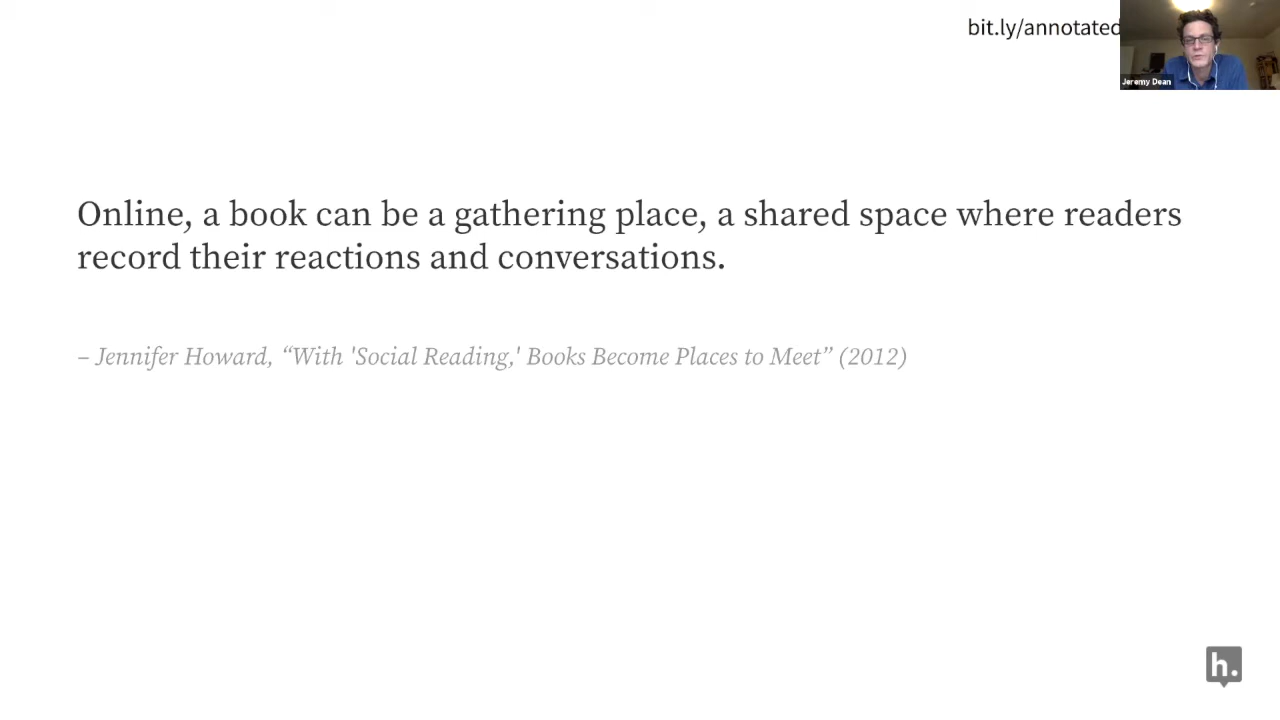 bit.ly/annotated
Jeremy Dean
Online, a book can be a gathering place, a shared space where readers
record their reactions and conversations.
– Jennifer Howard, “With 'Social Reading,' Books Become Places to Meet” (2012)
h.